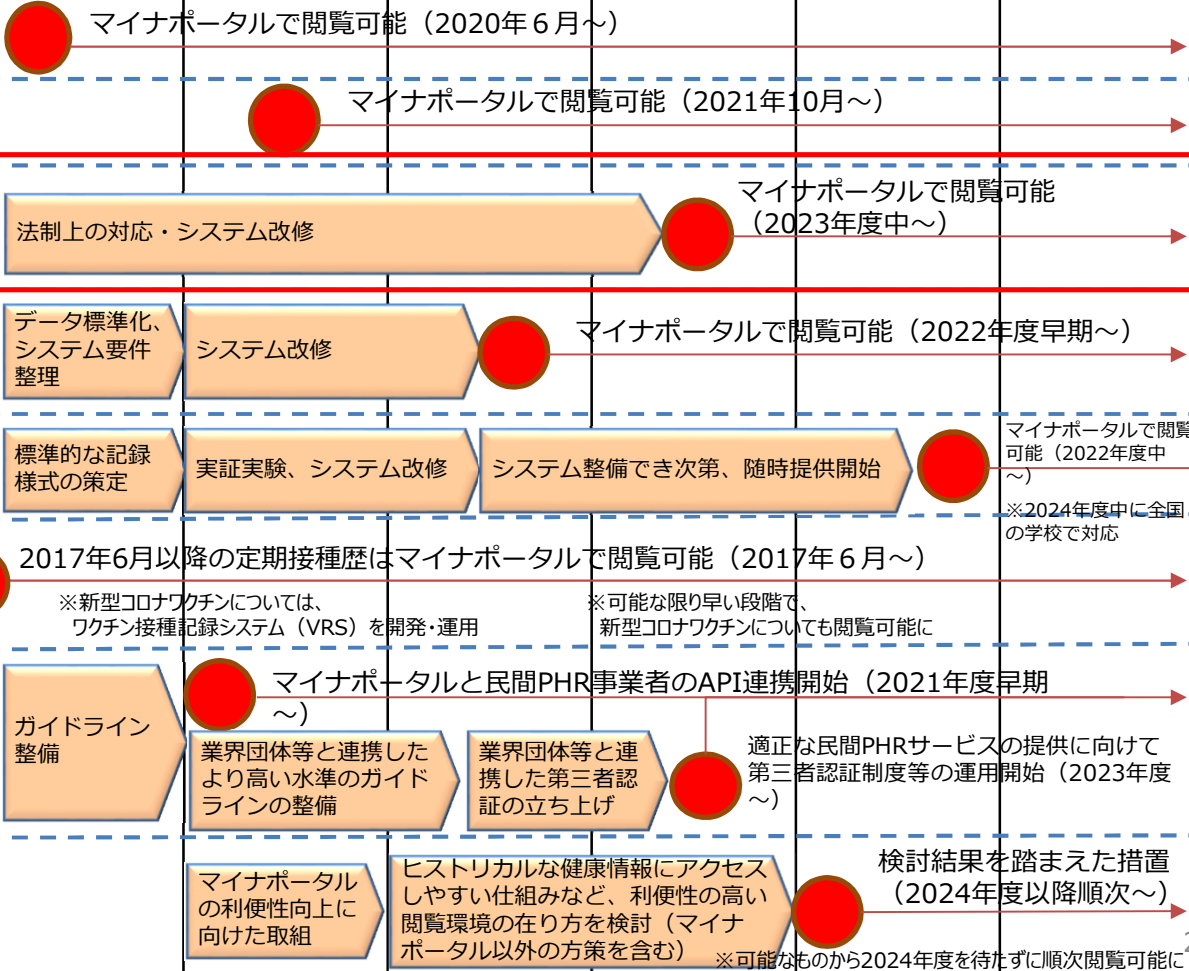 マイナポータルで閲覧可能（2020年６月～）
マイナポータルで閲覧可能（2021年10月～）
法制上の対応・システム改修
マイナポータルで閲覧可能
（2023年度中～）
データ標準化、
システム要件
整理
システム改修
マイナポータルで閲覧可能（2022年度早期～）
標準的な記録
様式の策定
実証実験、システム改修
システム整備でき次第、随時提供開始
マイナポータルで閲覧
可能（2022年度中
～）
※2024年度中に全国
の学校で対応
2017年6月以降の定期接種歴はマイナポータルで閲覧可能（2017年６月～）
※新型コロナワクチンについては、
ワクチン接種記録システム（VRS）を開発・運用
※可能な限り早い段階で、
新型コロナワクチンについても閲覧可能に
ガイドライン
整備
マイナポータルと民間PHR事業者のAPI連携開始（2021年度早期
～）
業界団体等と連携した
より高い水準のガイド
ラインの整備
業界団体等と連
携した第三者認
証の立ち上げ
適正な民間PHRサービスの提供に向けて
第三者認証制度等の運用開始（2023年度
～）
マイナポータル
の利便性向上に
向けた取組
ヒストリカルな健康情報にアクセス
しやすい仕組みなど、利便性の高い
閲覧環境の在り方を検討（マイナ
ポータル以外の方策を含む）
検討結果を踏まえた措置
（2024年度以降順次～）
※可能なものから2024年度を待たずに順次閲覧可能に